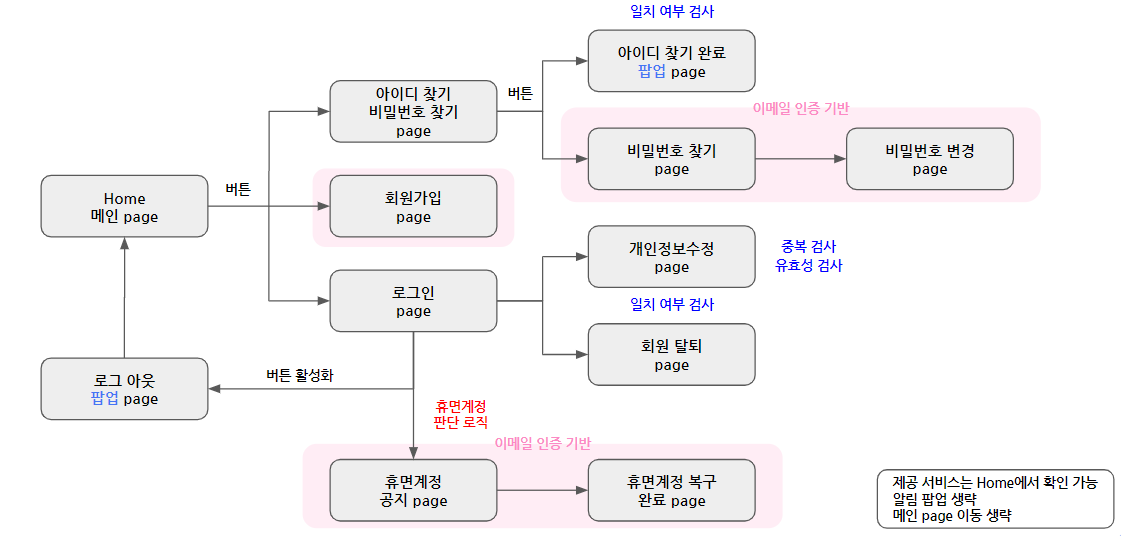 일치 여부 검사
아이디 찾기 완료
팝업 page
아이디 찾기
비밀번호 찾기
page
버튼
이메일 인증 기반
비밀번호 찾기
page
비밀번호 변경
page
Home
메인 page
버튼
회원가입
page
개인정보수정
page
중복 검사
유효성 검사
로그인
page
일치 여부 검사
회원 탈퇴
page
로그 아웃
팝업 page
버튼 활성화
휴면계정
판단 로직
이메일 인증 기반
휴면계정
공지 page
휴면계정 복구
완료 page
제공 서비스는 Home에서 확인 가능
알림 팝업 생략
메인 page 이동 생략